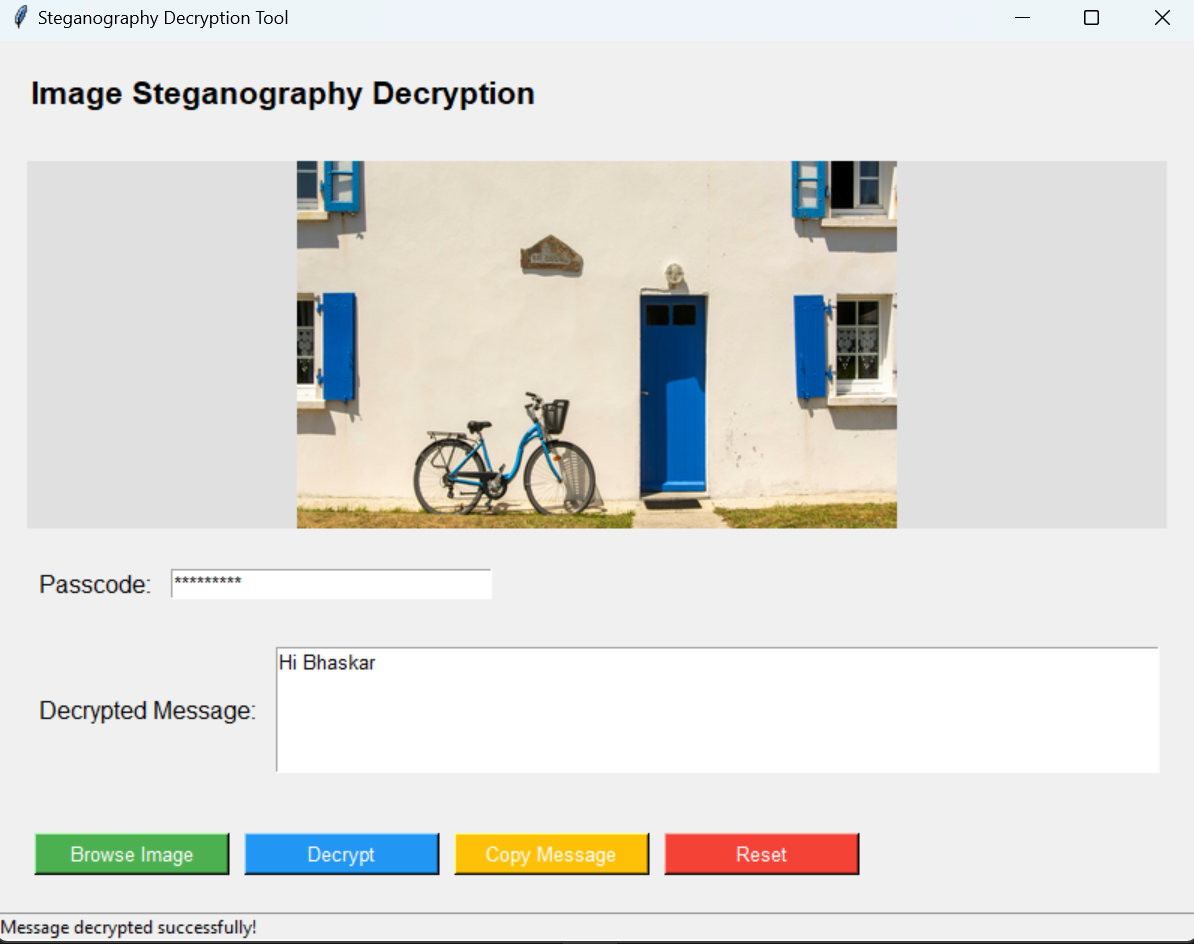 Steganography Decryption Tool
Image Steganography Decryption
Passcode: *********
Hi Bhaskar
Decrypted Message:
Browse Image Decrypt Copy Message Reset
Message decrypted successfully!